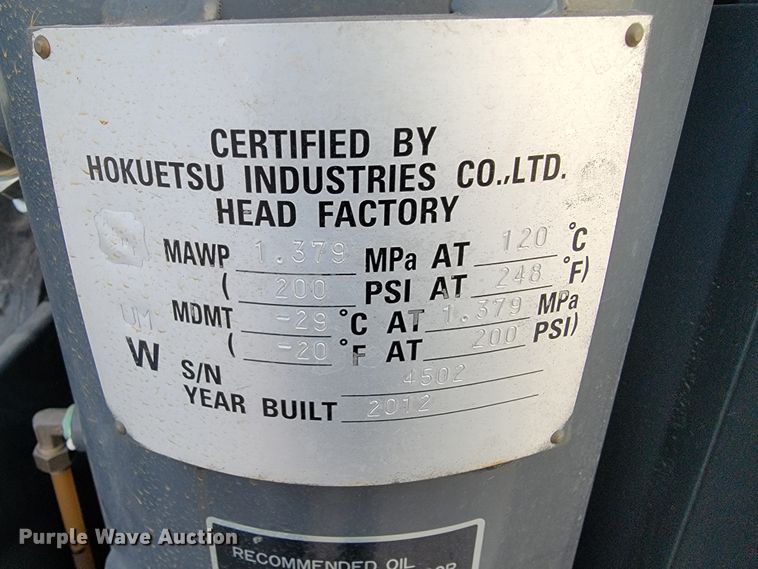 CERTIFIED BY
HOKUETSU INDUSTRIES CO.,LTD.
HEAD FACTORY
MAWP 1.379 MPa AT 120 °C
( 200 PSI AT 248 °F)
UM MDMT -29 °C AT 1.379 MPa
( -20 °F AT 200 PSI)
W S/N 4502
YEAR BUILT 2012
RECOMMENDED OIL
Purple Wave Auction